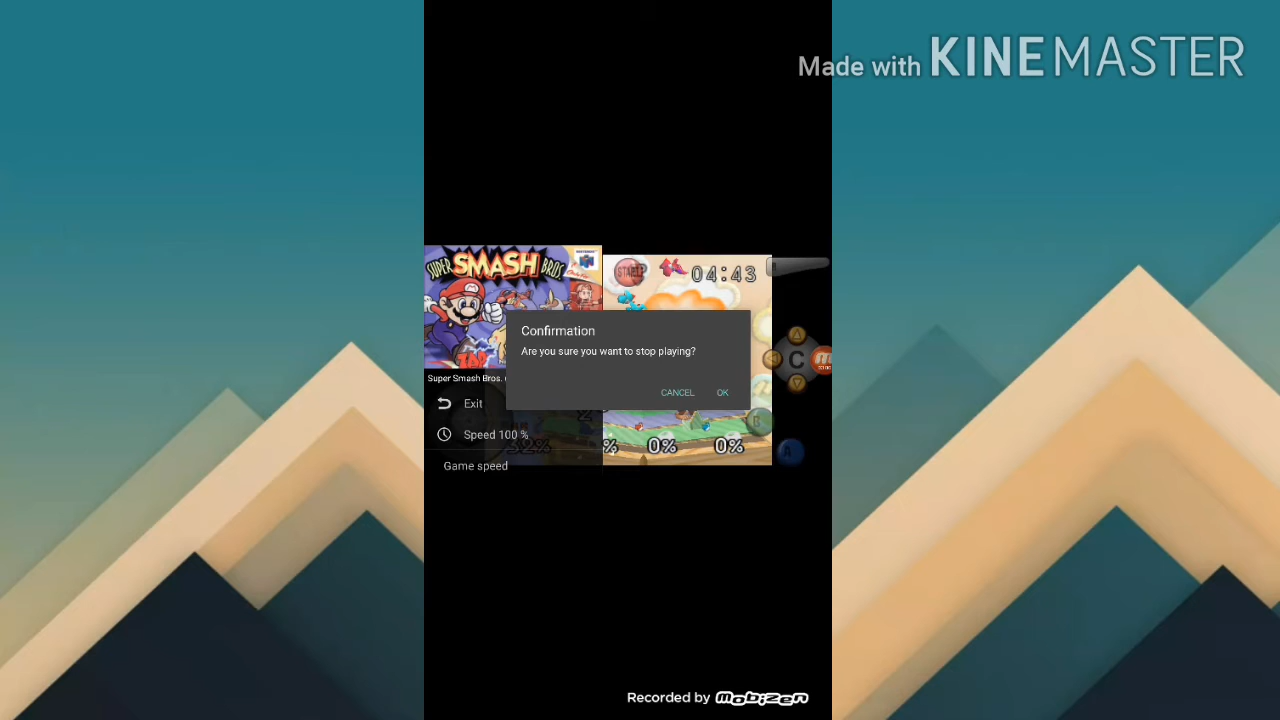 Made with KINEMASTER
SUPER SMASH BROS.
START
04:43
Confirmation
Are you sure you want to stop playing?
CANCEL OK
C
Super Smash Bros.
Exit
B
Speed 100 %
0% 0%
A
Game speed
Recorded by mobizen